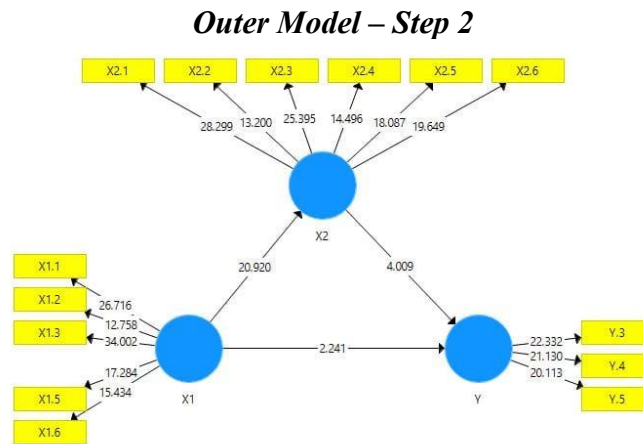 Outer Model – Step 2
X2.1 X2.2 X2.3 X2.4 X2.5 X2.6
28.299 13.200 25.395 14.496 18.087 19.649
X2
X1.1
X1.2
X1.3
X1.5
X1.6
26.716
12.758
34.002
17.284
15.434
20.920
4.009
2.241
X1
Y
22.332
21.130
20.113
Y.3
Y.4
Y.5